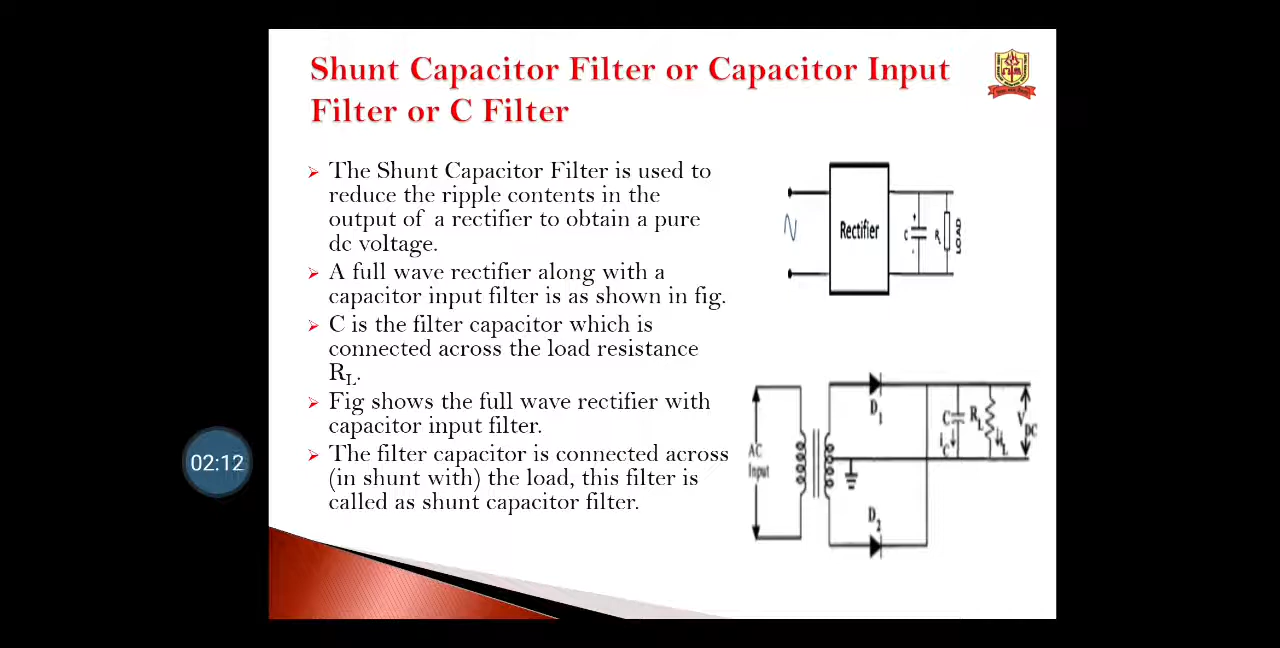 Shunt Capacitor Filter or Capacitor Input
Filter or C Filter
➢ The Shunt Capacitor Filter is used to
reduce the ripple contents in the
output of a rectifier to obtain a pure
dc voltage.
➢ A full wave rectifier along with a
capacitor input filter is as shown in fig.
➢ C is the filter capacitor which is
connected across the load resistance
RL.
➢ Fig shows the full wave rectifier with
capacitor input filter.
➢ The filter capacitor is connected across
(in shunt with) the load, this filter is
called as shunt capacitor filter.
02:12
Rectifier
+
C
-
R
LOAD
D1
AC
Input
C
RL
VDC
iC
iL
D2